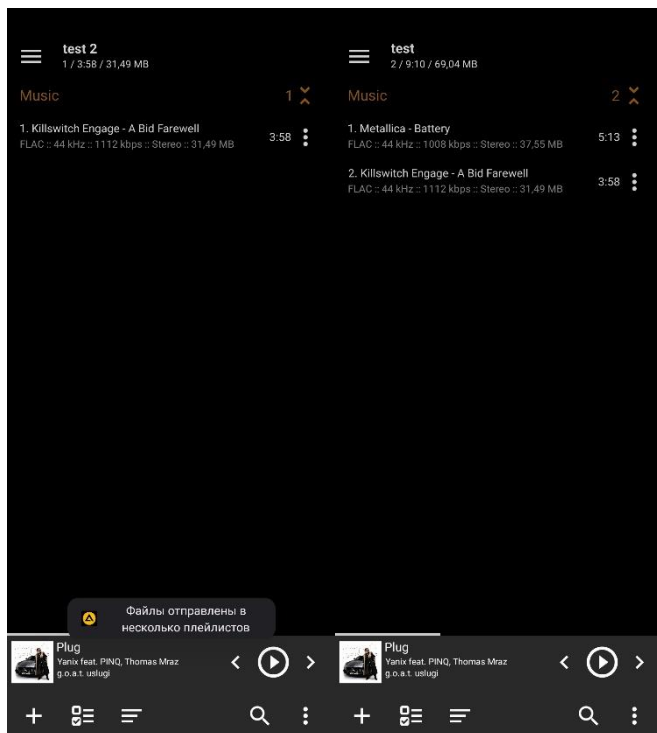 test 2
1 / 3:58 / 31,49 MB
Music 1
1. Killswitch Engage - A Bid Farewell
FLAC :: 44 kHz :: 1112 kbps :: Stereo :: 31,49 MB
3:58
Файлы отправлены в
несколько плейлистов
Plug
Yanix feat. PINQ, Thomas Mraz
g.o.a.t. uslugi
test
2 / 9:10 / 69,04 MB
Music 2
1. Metallica - Battery
FLAC :: 44 kHz :: 1008 kbps :: Stereo :: 37,55 MB
5:13
2. Killswitch Engage - A Bid Farewell
FLAC :: 44 kHz :: 1112 kbps :: Stereo :: 31,49 MB
3:58
Plug
Yanix feat. PINQ, Thomas Mraz
g.o.a.t. uslugi